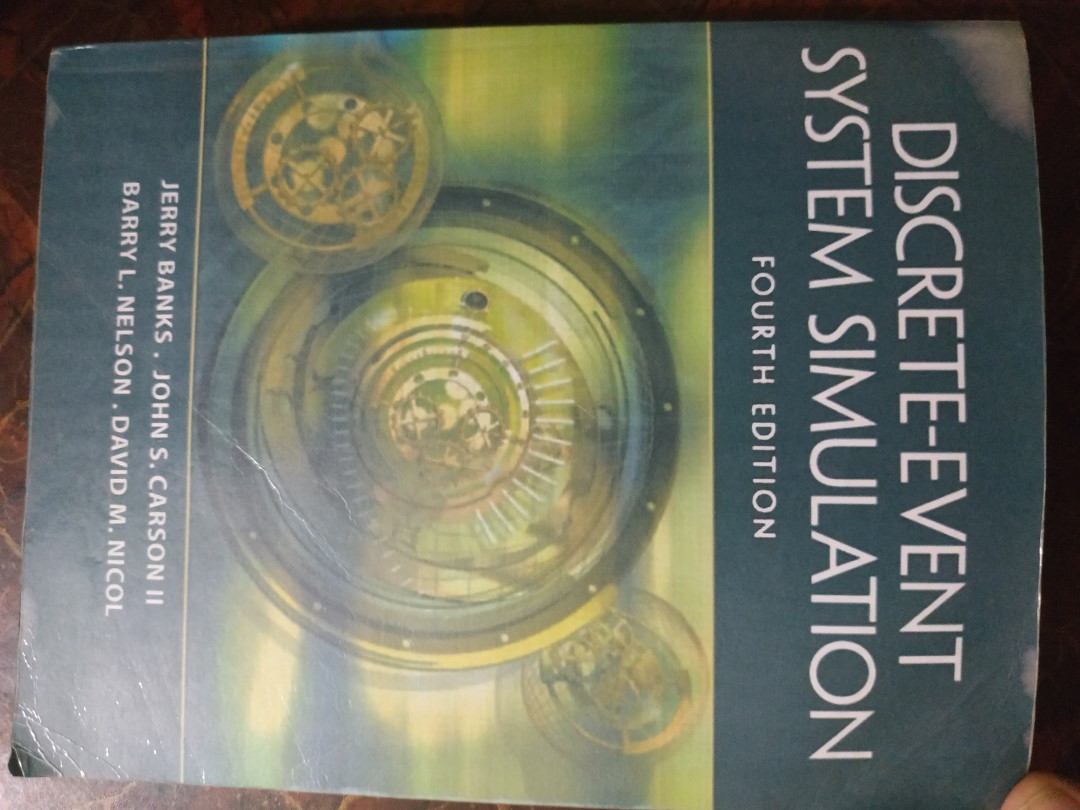 DISCRETE-EVENT
SYSTEM SIMULATION
FOURTH EDITION
JERRY BANKS . JOHN S. CARSON II
BARRY L. NELSON . DAVID M. NICOL